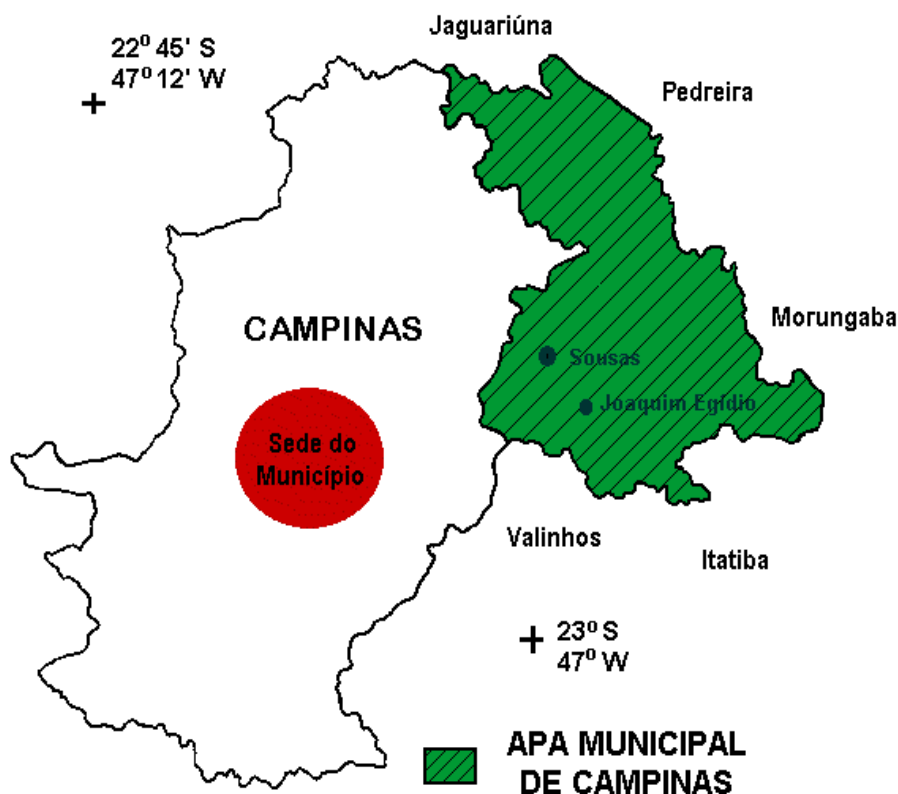 Jaguariúna
22º 45' S
47º 12' W
Pedreira
Morungaba
CAMPINAS
Sousas
Joaquim Egídio
Sede do
Município
Valinhos
Itatiba
23º S
47º W
APA MUNICIPAL
DE CAMPINAS